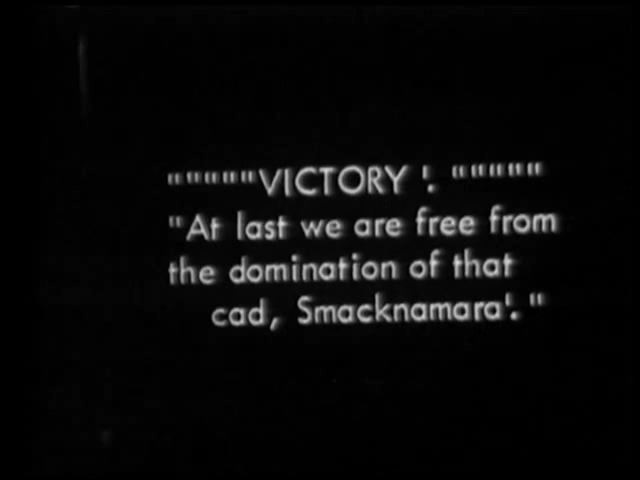 """""VICTORY !. """""
"At last we are free from
the domination of that
cad, Smacknamara!."